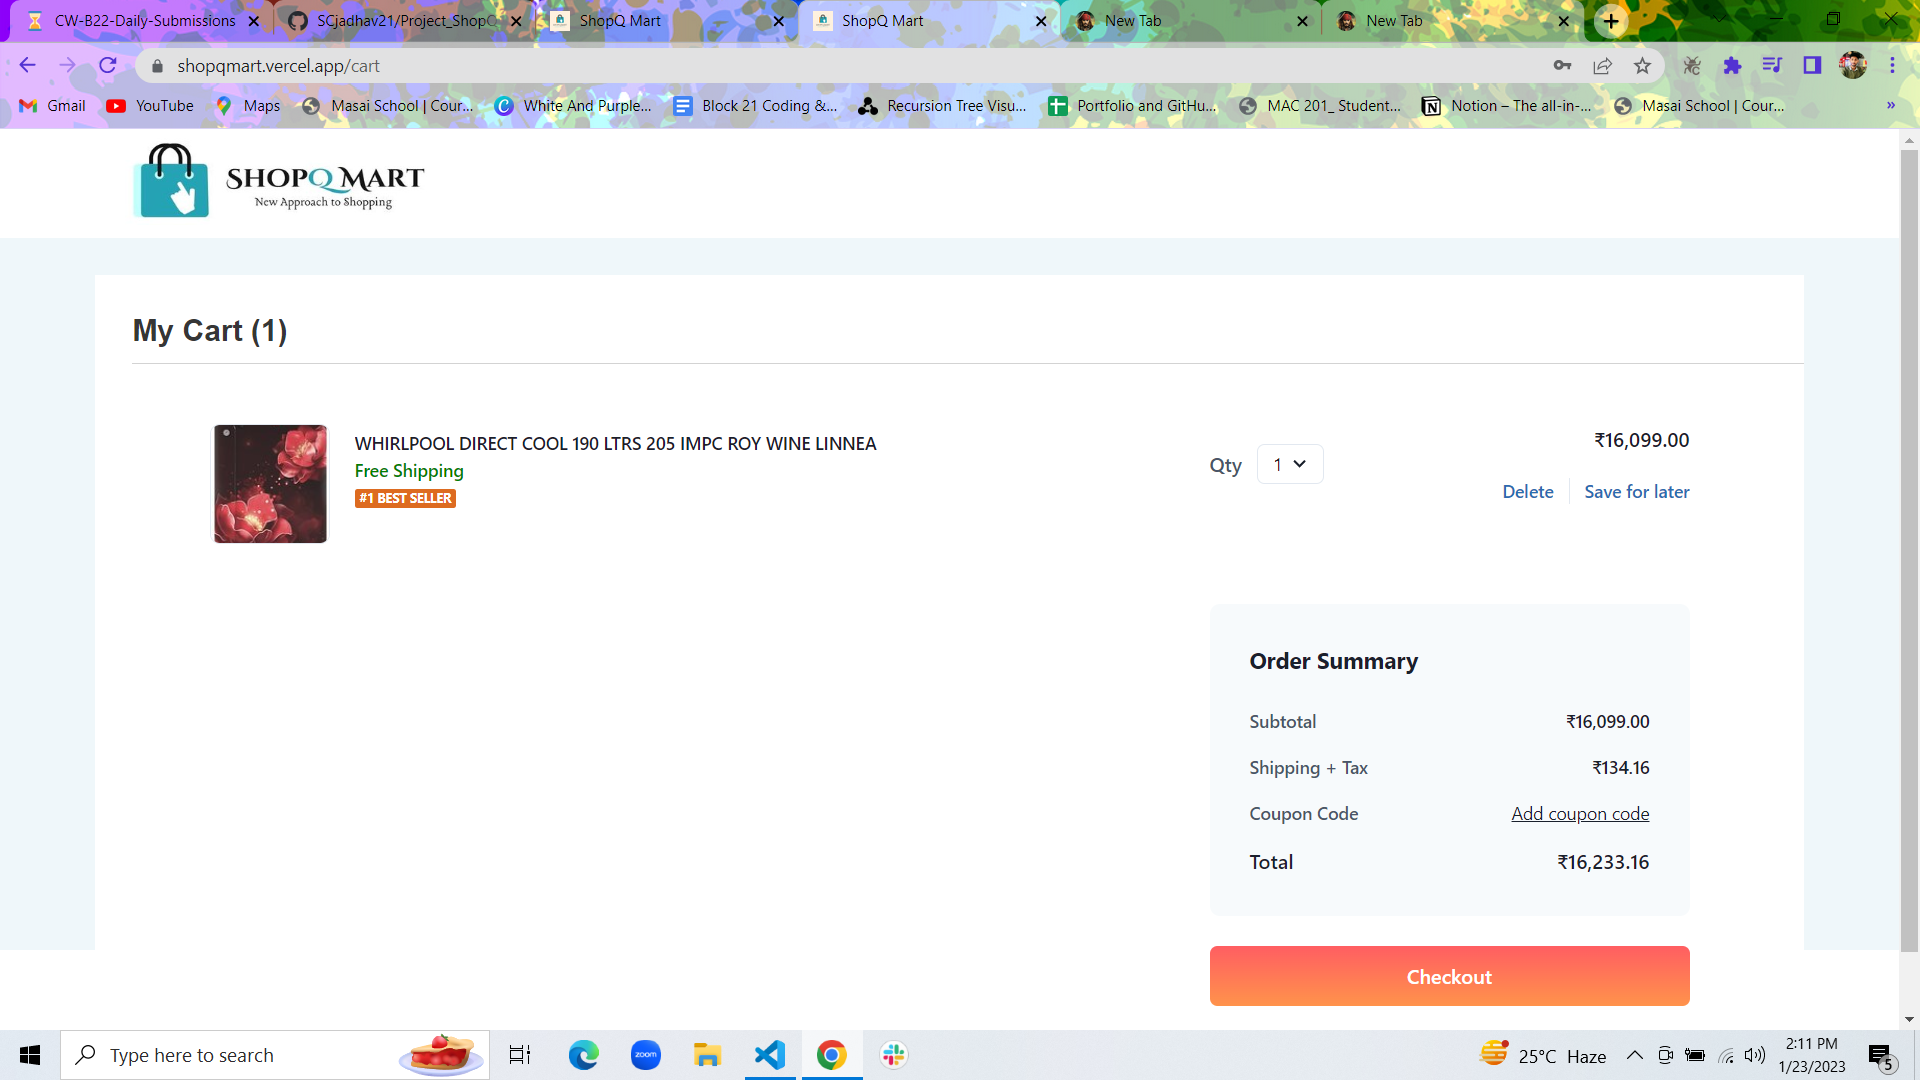 CW-B22-Daily-Submissions
SCjadhav21/Project_ShopQ
ShopQ Mart
ShopQ Mart
New Tab
New Tab
shopqmart.vercel.app/cart
Gmail
YouTube
Maps
Masai School | Cour...
White And Purple...
Block 21 Coding &...
Recursion Tree Visu...
Portfolio and GitHu...
MAC 201_ Student...
Notion – The all-in-...
Masai School | Cour...
»
SHOPQ MART
New Approach to Shopping
My Cart (1)
WHIRLPOOL DIRECT COOL 190 LTRS 205 IMPC ROY WINE LINNEA
Free Shipping
#1 BEST SELLER
Qty 1
₹16,099.00
Delete
Save for later
Order Summary
Subtotal ₹16,099.00
Shipping + Tax ₹134.16
Coupon Code Add coupon code
Total ₹16,233.16
Checkout
Type here to search
zoom
25°C Haze
2:11 PM
1/23/2023
5